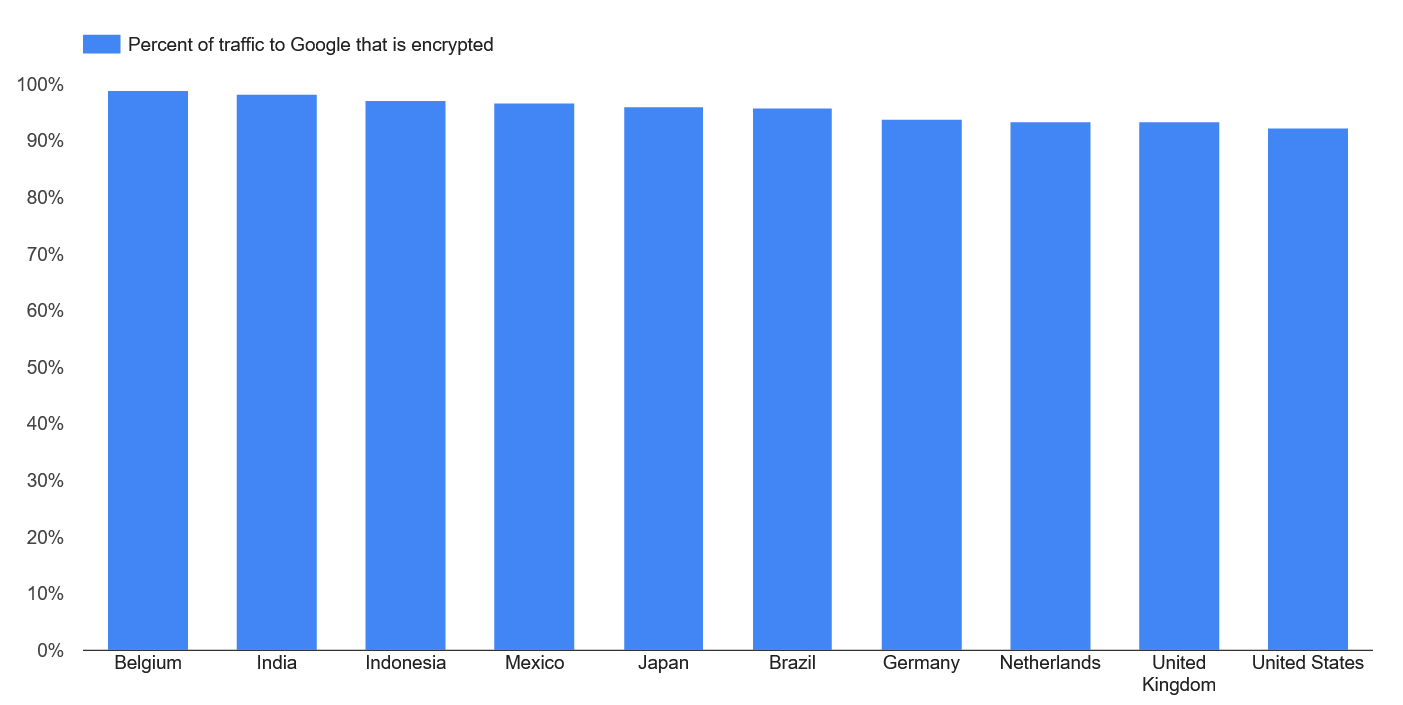 Percent of traffic to Google that is encrypted
100%
90%
80%
70%
60%
50%
40%
30%
20%
10%
0%
Belgium
India
Indonesia
Mexico
Japan
Brazil
Germany
Netherlands
United
Kingdom
United States